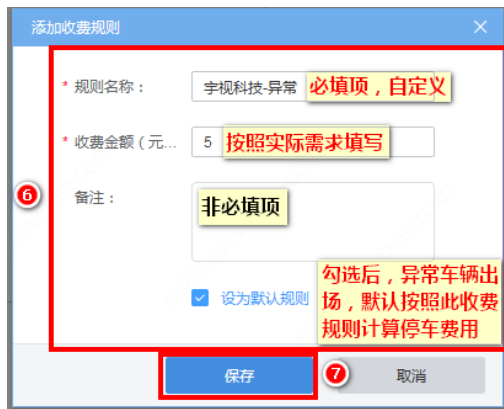 添加收费规则
* 规则名称： 宇视科技-异常 必填项，自定义
* 收费金额（元... 5 按照实际需求填写
6
备注： 非必填项
设为默认规则
勾选后，异常车辆出
场，默认按照此收费
规则计算停车费用
保存 7 取消